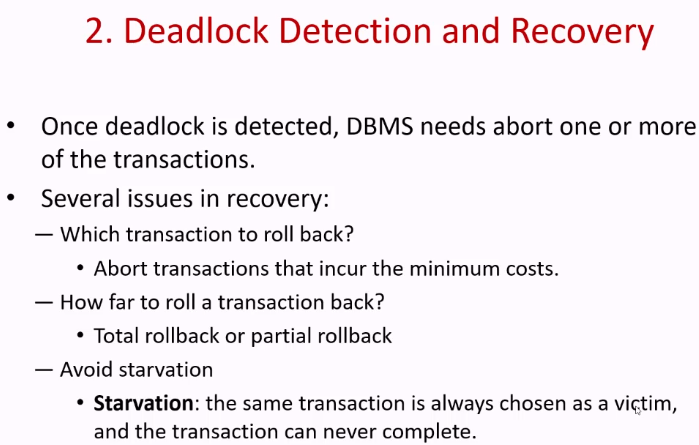 2. Deadlock Detection and Recovery
• Once deadlock is detected, DBMS needs abort one or more
of the transactions.
• Several issues in recovery:
— Which transaction to roll back?
• Abort transactions that incur the minimum costs.
— How far to roll a transaction back?
• Total rollback or partial rollback
— Avoid starvation
• Starvation: the same transaction is always chosen as a victim,
and the transaction can never complete.